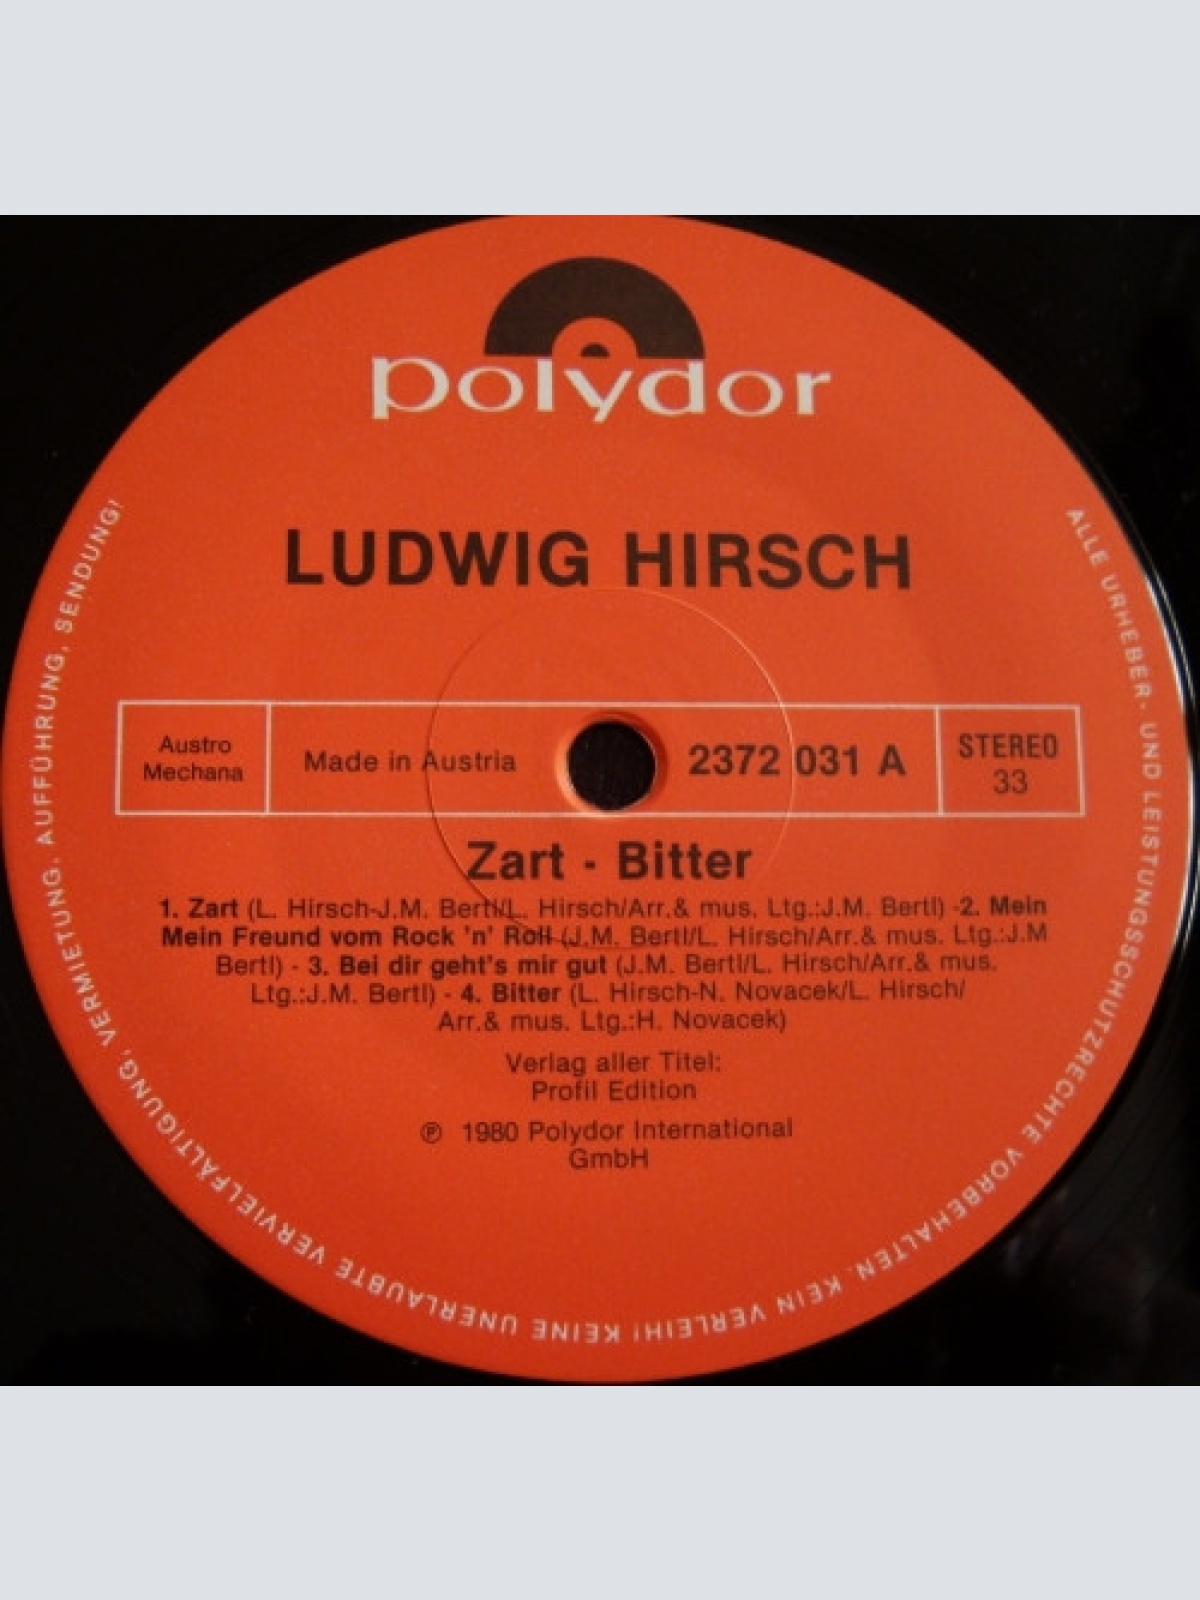 polydor
LUDWIG HIRSCH
Austro
Mechana
Made in Austria
2372 031 A
STEREO
33
Zart - Bitter
1. Zart (L. Hirsch-J.M. Bertl/L. Hirsch/Arr.& mus. Ltg.:J.M. Bertl) -2. Mein
Mein Freund vom Rock 'n' Roll (J.M. Bertl/L. Hirsch/Arr.& mus. Ltg.:J.M
Bertl) - 3. Bei dir geht's mir gut (J.M. Bertl/L. Hirsch/Arr.& mus.
Ltg.:J.M. Bertl) - 4. Bitter (L. Hirsch-N. Novacek/L. Hirsch/
Arr.& mus. Ltg.:H. Novacek)
Verlag aller Titel:
Profil Edition
℗ 1980 Polydor International
GmbH
ALLE URHEBER- UND LEISTUNGSSCHUTZRECHTE VORBEHALTEN. KEIN VERLEIH! KEINE UNERLAUBTE VERVIELFÄLTIGUNG, VERMIETUNG. AUFFÜHRUNG, SENDUNG!